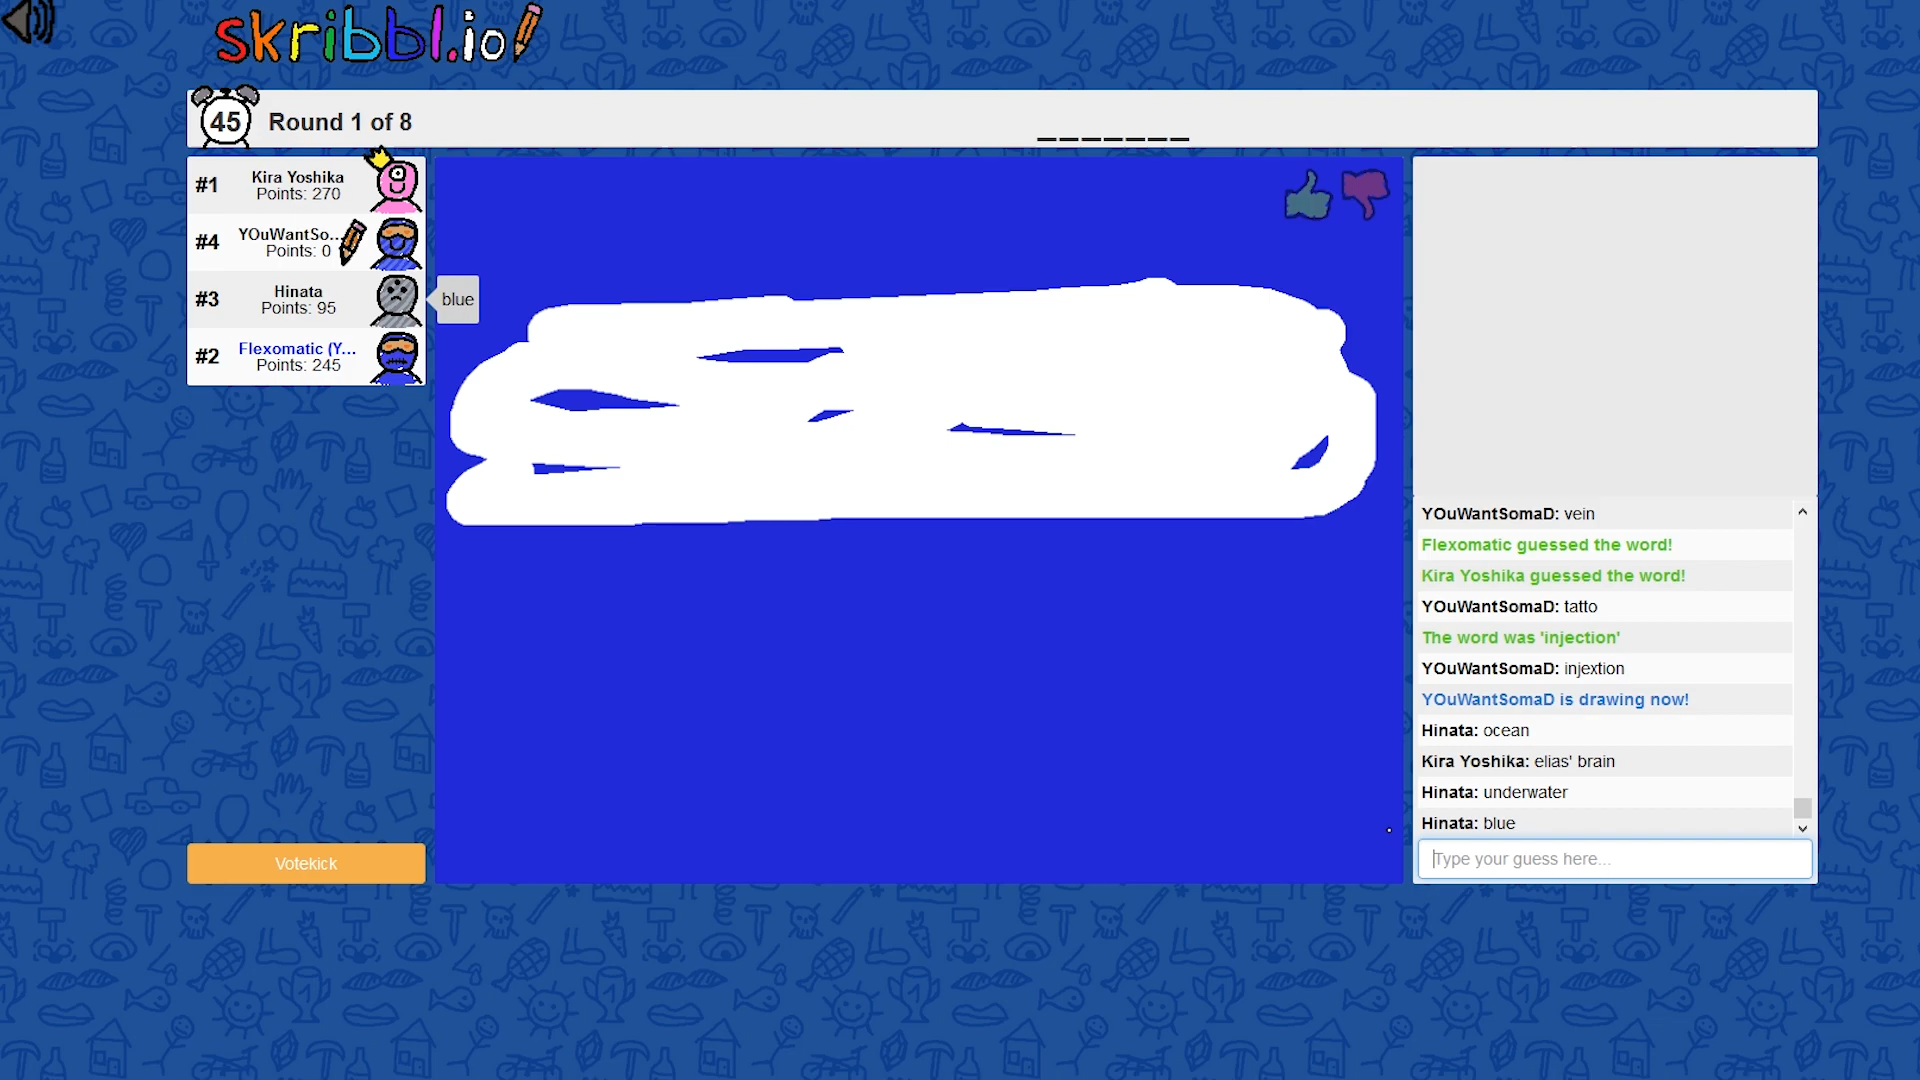 skribbl.io
45
Round 1 of 8
_______
#1
Kira Yoshika
Points: 270
#4
YOuWantSo...
Points: 0
#3
Hinata
Points: 95
blue
#2
Flexomatic (Y...
Points: 245
YOuWantSomaD: vein
Flexomatic guessed the word!
Kira Yoshika guessed the word!
YOuWantSomaD: tatto
The word was 'injection'
YOuWantSomaD: injextion
YOuWantSomaD is drawing now!
Hinata: ocean
Kira Yoshika: elias' brain
Hinata: underwater
Hinata: blue
Type your guess here...
Votekick